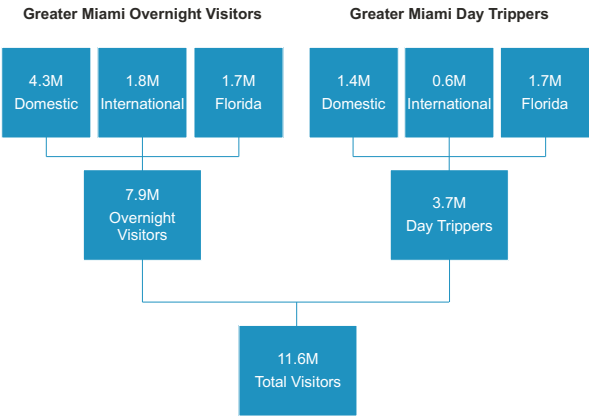 Greater Miami Overnight Visitors
Greater Miami Day Trippers
4.3M
Domestic
1.8M
International
1.7M
Florida
1.4M
Domestic
0.6M
International
1.7M
Florida
7.9M
Overnight
Visitors
3.7M
Day Trippers
11.6M
Total Visitors